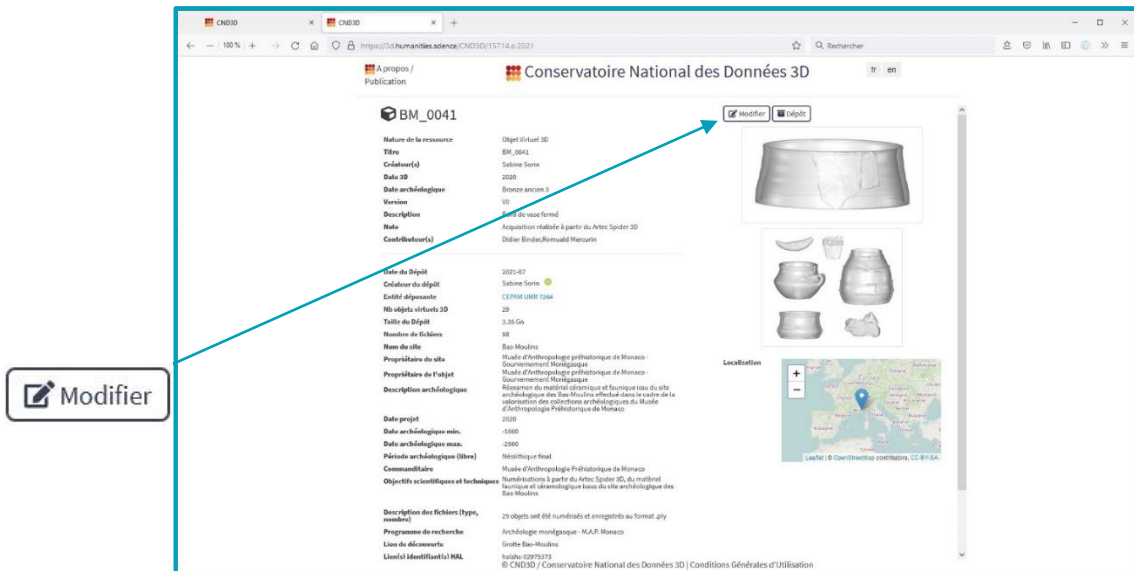 CND3D
CND3D
100 %
https://3d.humanities.science/CND3D/15714.e.2021
Rechercher
A propos /
Publication
Conservatoire National des Données 3D
fr en
BM_0041
Modifier
Dépôt
Nature de la ressource Objet Virtuel 3D
Titre BM_0041
Créateur(s) Sabine Sorin
Date 3D 2020
Date archéologique Bronze ancien 3
Version V0
Description Bord de vase fermé
Note Acquisition réalisée à partir du Artec Spider 3D
Contributeur(s) Didier Binder,Romuald Mercurin
Date du Dépôt 2021-07
Créateur du dépôt Sabine Sorin
Entité déposante CEPAM UMR 7264
Nb objets virtuels 3D 29
Taille du Dépôt 3.35 Go
Nombre de fichiers 98
Nom du site Bas-Moulins
Propriétaire du site Musée d'Anthropologie préhistorique de Monaco -
Gourvernement Monégasque
Propriétaire de l'objet Musée d'Anthropologie préhistorique de Monaco -
Gourvernement Monégasque
Description archéologique Réexamen du matériel céramique et faunique issu du site
archéologique des Bas-Moulins effectué dans le cadre de la
valorisation des collections archéologiques du Musée
d'Anthropologie Préhistorique de Monaco
Date projet 2020
Date archéologique min.
Date archéologique max.
Période archéologique (libre) Néolithique final
Commanditaire Musée d'Anthropologie Préhistorique de Monaco
Objectifs scientifiques et techniques Numérisations à partir du Artec Spider 3D, du matériel
faunique et céramologique issus du site archéologique des
Bas-Moulins
Description des fichiers (type,
nombre) 29 objets ont été numérisés et enregistrés au format .ply
Programme de recherche Archéologie monégasque - M.A.P. Monaco
Lieu de découverte Grotte Bas-Moulins
Lien(s) identifiant(s) HAL halshs-02975373
Localisation
+
−
Leaflet | © OpenStreetMap contributors, CC-BY-SA
© CND3D / Conservatoire National des Données 3D | Conditions Générales d'Utilisation
Modifier